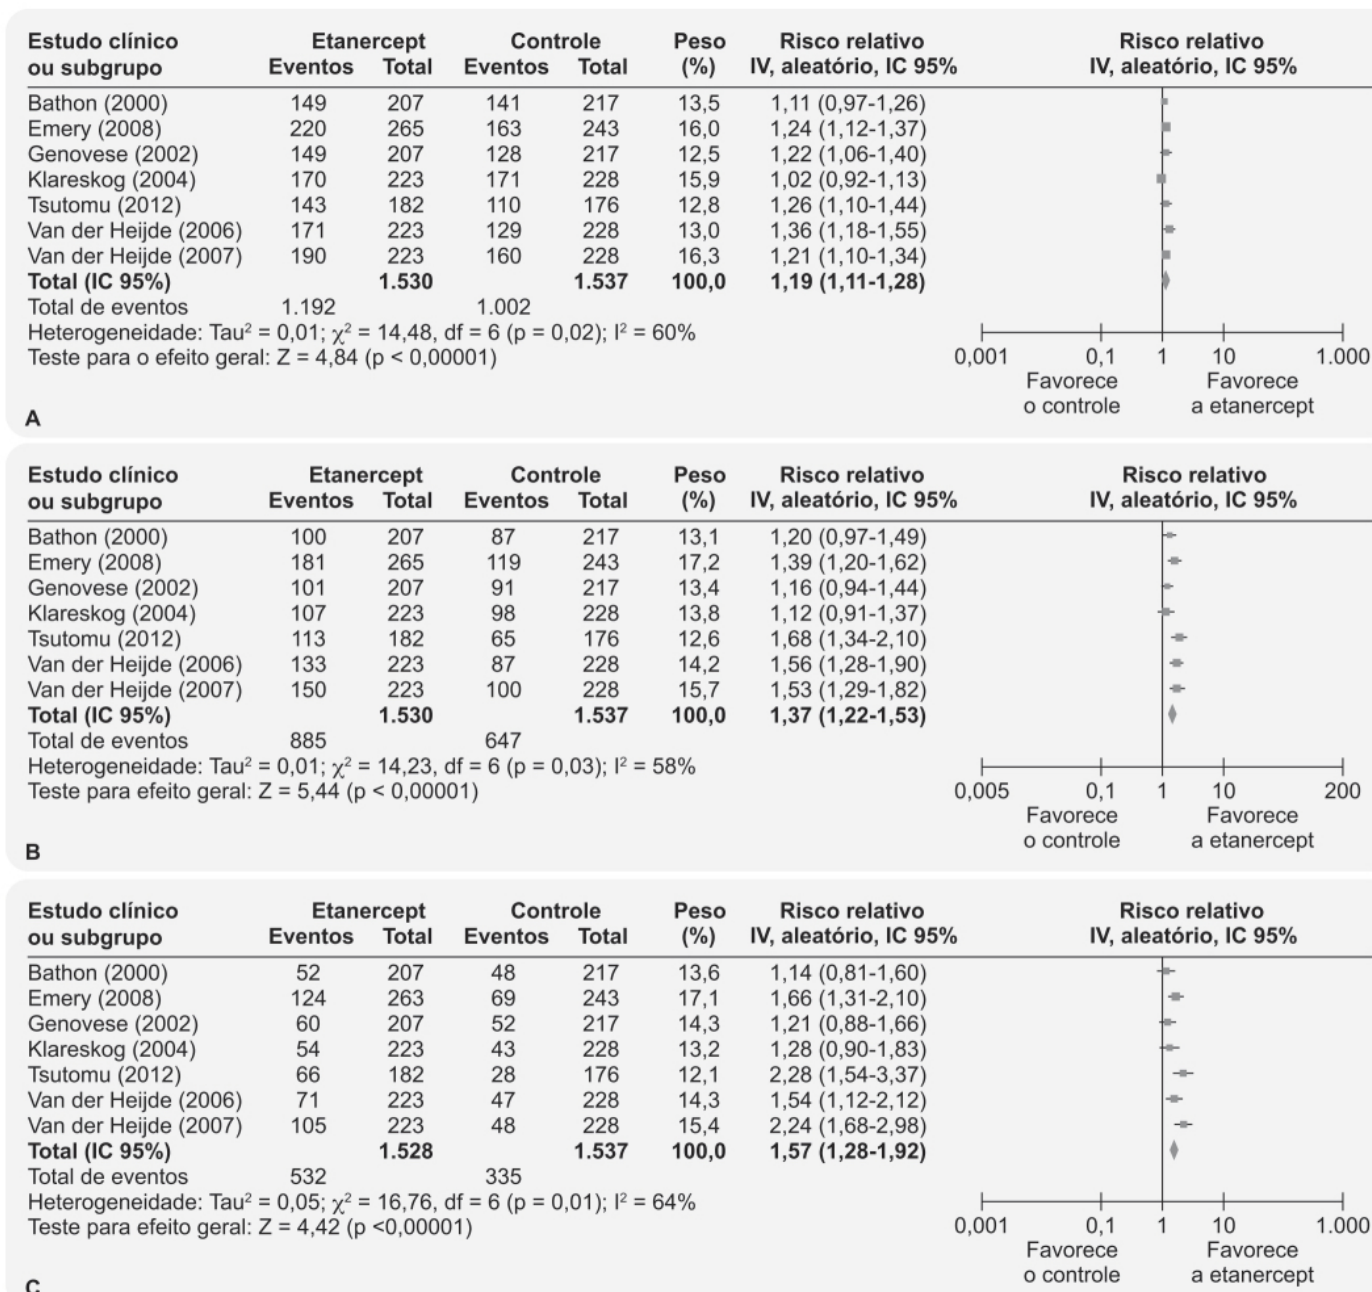 Estudo clínico Etanercept Controle Peso Risco relativo Risco relativo
ou subgrupo Eventos Total Eventos Total (%) IV, aleatório, IC 95% IV, aleatório, IC 95%
Bathon (2000) 149 207 141 217 13,5 1,11 (0,97-1,26)
Emery (2008) 220 265 163 243 16,0 1,24 (1,12-1,37)
Genovese (2002) 149 207 128 217 12,5 1,22 (1,06-1,40)
Klareskog (2004) 170 223 171 228 15,9 1,02 (0,92-1,13)
Tsutomu (2012) 143 182 110 176 12,8 1,26 (1,10-1,44)
Van der Heijde (2006) 171 223 129 228 13,0 1,36 (1,18-1,55)
Van der Heijde (2007) 190 223 160 228 16,3 1,21 (1,10-1,34)
Total (IC 95%) 1.530 1.537 100,0 1,19 (1,11-1,28)
Total de eventos 1.192 1.002
Heterogeneidade: Tau² = 0,01; χ² = 14,48, df = 6 (p = 0,02); I² = 60%
Teste para o efeito geral: Z = 4,84 (p < 0,00001)
0,001 0,1 1 10 1.000
Favorece Favorece
o controle a etanercept
A
Estudo clínico Etanercept Controle Peso Risco relativo Risco relativo
ou subgrupo Eventos Total Eventos Total (%) IV, aleatório, IC 95% IV, aleatório, IC 95%
Bathon (2000) 100 207 87 217 13,1 1,20 (0,97-1,49)
Emery (2008) 181 265 119 243 17,2 1,39 (1,20-1,62)
Genovese (2002) 101 207 91 217 13,4 1,16 (0,94-1,44)
Klareskog (2004) 107 223 98 228 13,8 1,12 (0,91-1,37)
Tsutomu (2012) 113 182 65 176 12,6 1,68 (1,34-2,10)
Van der Heijde (2006) 133 223 87 228 14,2 1,56 (1,28-1,90)
Van der Heijde (2007) 150 223 100 228 15,7 1,53 (1,29-1,82)
Total (IC 95%) 1.530 1.537 100,0 1,37 (1,22-1,53)
Total de eventos 885 647
Heterogeneidade: Tau² = 0,01; χ² = 14,23, df = 6 (p = 0,03); I² = 58%
Teste para efeito geral: Z = 5,44 (p < 0,00001)
0,005 0,1 1 10 200
Favorece Favorece
o controle a etanercept
B
Estudo clínico Etanercept Controle Peso Risco relativo Risco relativo
ou subgrupo Eventos Total Eventos Total (%) IV, aleatório, IC 95% IV, aleatório, IC 95%
Bathon (2000) 52 207 48 217 13,6 1,14 (0,81-1,60)
Emery (2008) 124 263 69 243 17,1 1,66 (1,31-2,10)
Genovese (2002) 60 207 52 217 14,3 1,21 (0,88-1,66)
Klareskog (2004) 54 223 43 228 13,2 1,28 (0,90-1,83)
Tsutomu (2012) 66 182 28 176 12,1 2,28 (1,54-3,37)
Van der Heijde (2006) 71 223 47 228 14,3 1,54 (1,12-2,12)
Van der Heijde (2007) 105 223 48 228 15,4 2,24 (1,68-2,98)
Total (IC 95%) 1.528 1.537 100,0 1,57 (1,28-1,92)
Total de eventos 532 335
Heterogeneidade: Tau² = 0,05; χ² = 16,76, df = 6 (p = 0,01); I² = 64%
Teste para efeito geral: Z = 4,42 (p <0,00001)
0,001 0,1 1 10 1.000
Favorece Favorece
o controle a etanercept
C